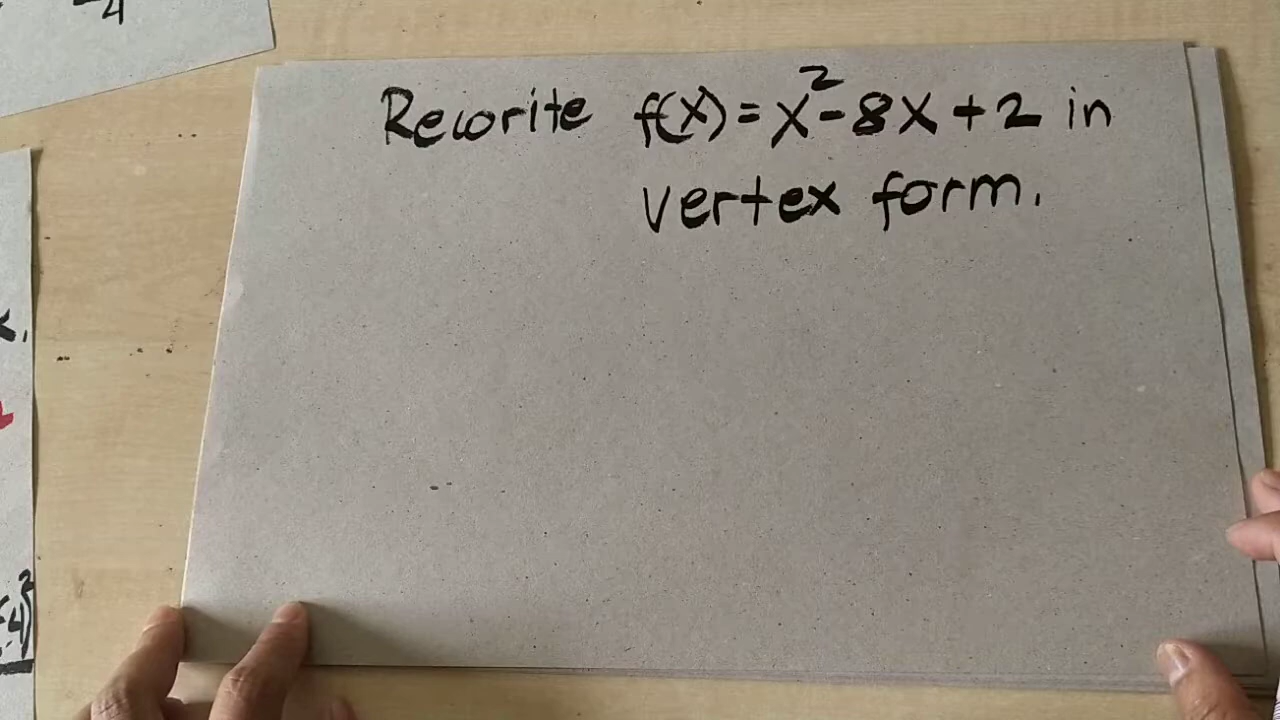 Rewrite f(x) = x² - 8x + 2 in
vertex form.